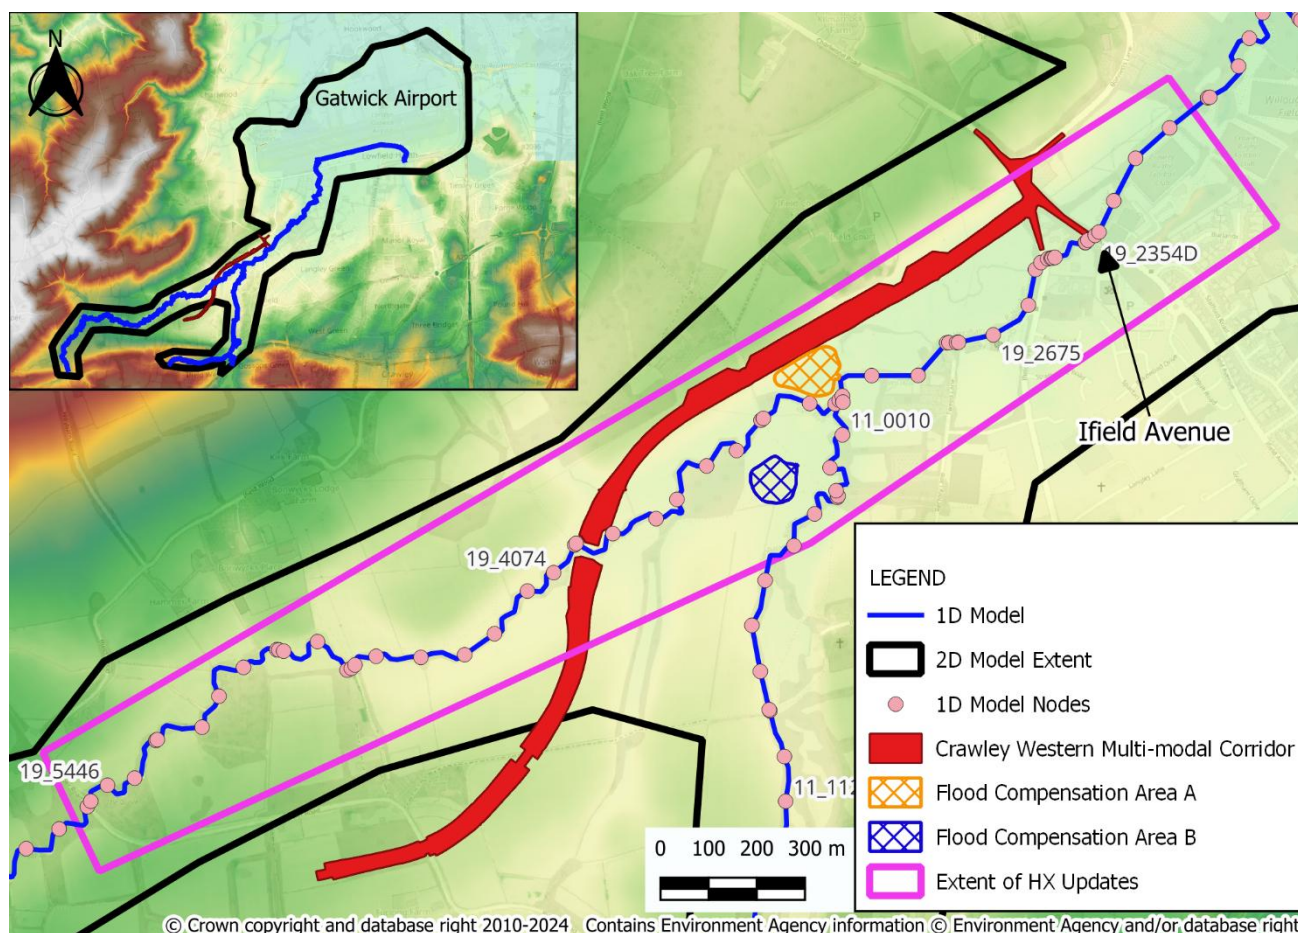 N
Gatwick Airport
19_2354D
19_2675
11_0010
Ifield Avenue
19_4074
19_5446
11_112
LEGEND
1D Model
2D Model Extent
1D Model Nodes
Crawley Western Multi-modal Corridor
Flood Compensation Area A
Flood Compensation Area B
Extent of HX Updates
0 100 200 300 m
© Crown copyright and database right 2010-2024 Contains Environment Agency information © Environment Agency and/or database right